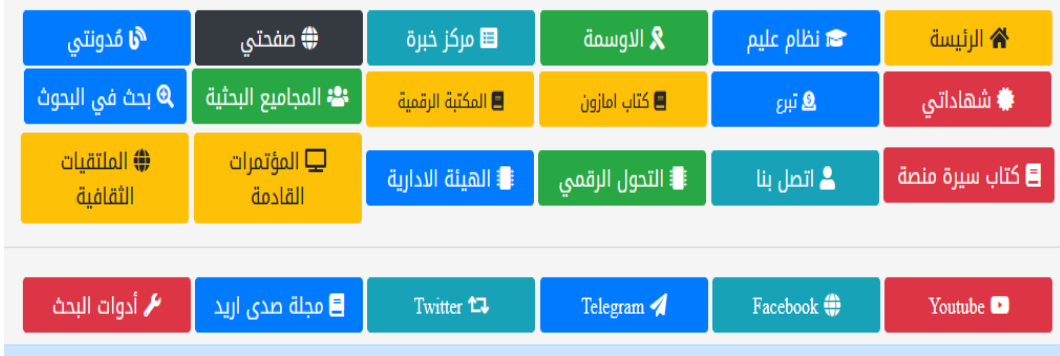 الرئيسة
نظام عليم
الاوسمة
مركز خبرة
صفحتي
مُدونتي
شهاداتي
تبرع
كتاب امازون
المكتبة الرقمية
المجاميع البحثية
بحث في البحوث
كتاب سيرة منصة
اتصل بنا
التحول الرقمي
الهيئة الادارية
المؤتمرات
القادمة
الملتقيات
الثقافية
Youtube
Facebook
Telegram
Twitter
مجلة صدى اريد
أدوات البحث